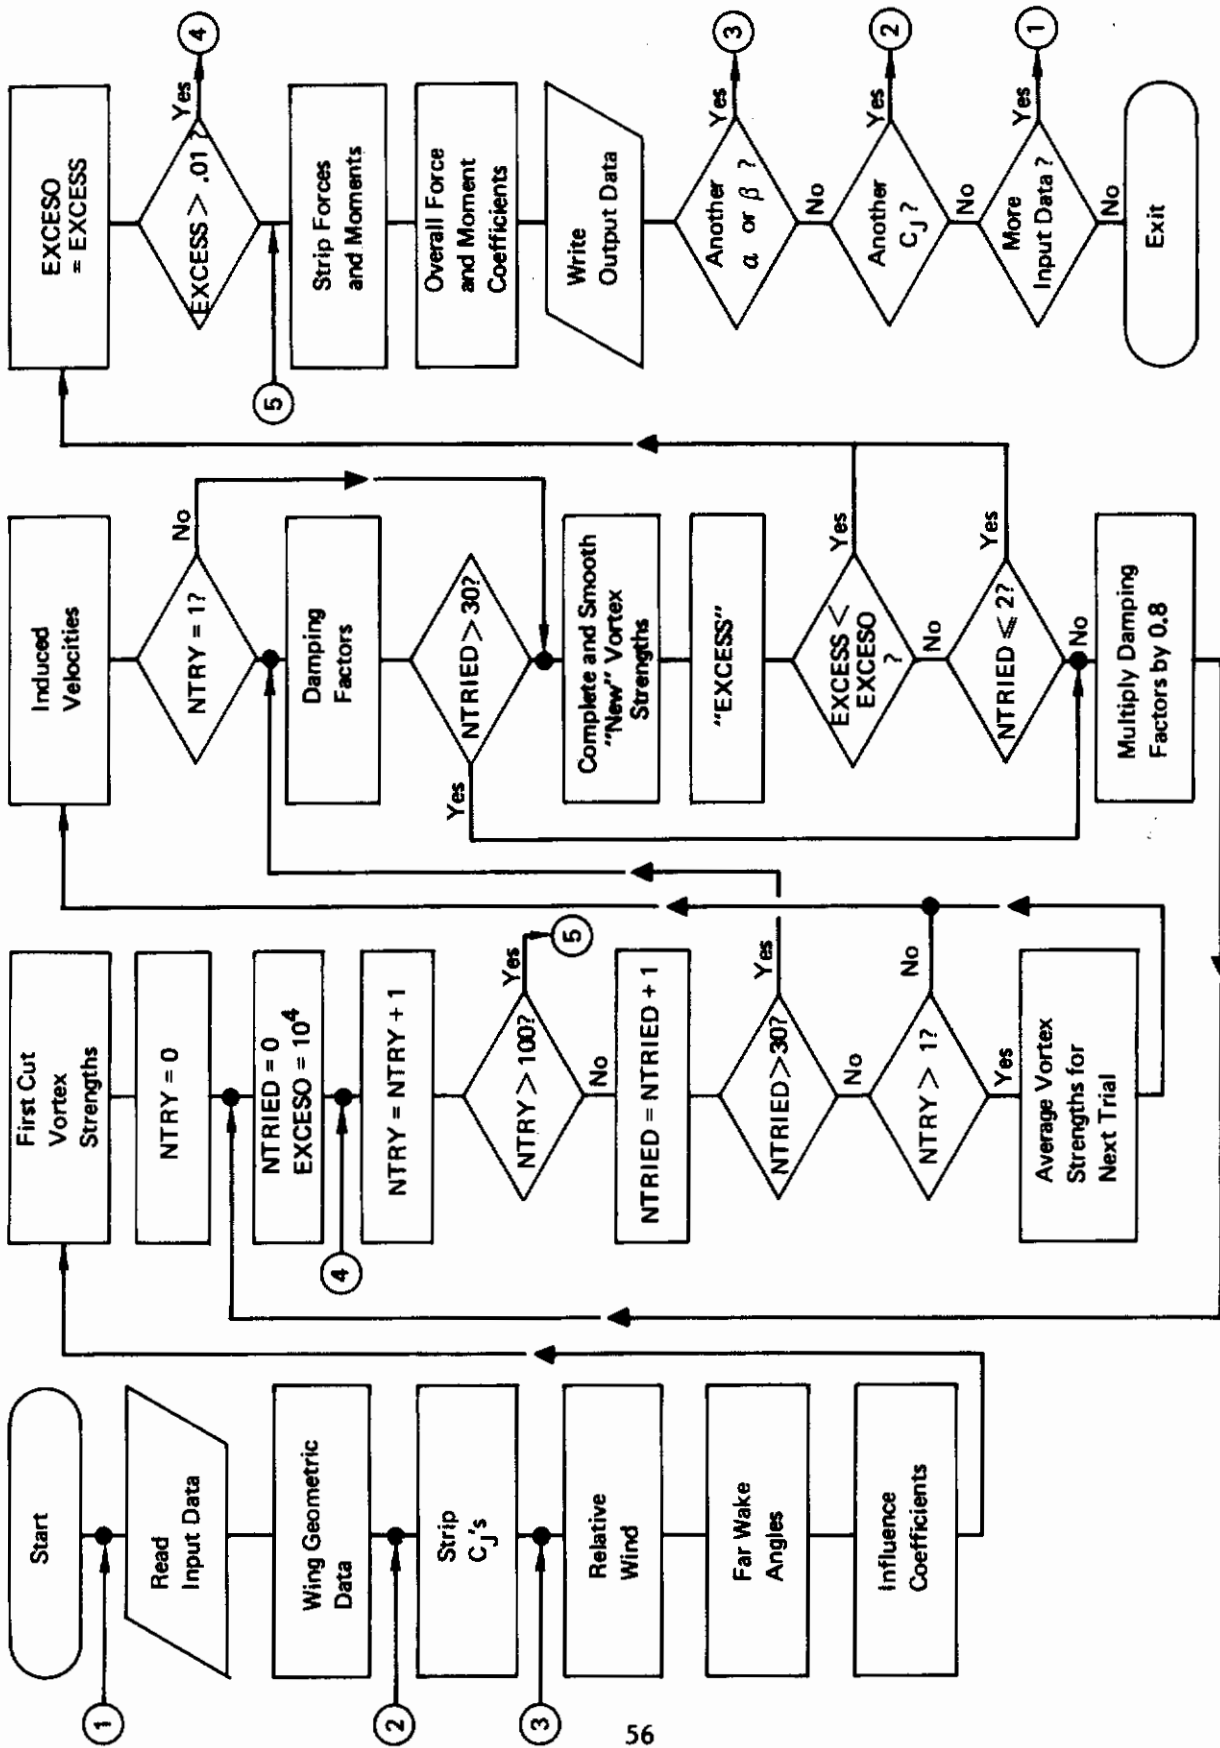 Start
1
Read
Input Data
Wing Geometric
Data
2
Strip
C_J's
3
Relative
Wind
Far Wake
Angles
Influence
Coefficients
First Cut
Vortex
Strengths
NTRY = 0
NTRIED = 0
EXCESO = 10⁴
4
NTRY = NTRY + 1
NTRY > 100?
Yes
5
No
NTRIED = NTRIED + 1
NTRIED > 30?
Yes
No
NTRY > 1?
No
Yes
Average Vortex
Strengths for
Next Trial
Induced
Velocities
NTRY = 1?
No
Damping
Factors
NTRIED > 30?
Yes
Complete and Smooth
"New" Vortex
Strengths
"EXCESS"
EXCESS <
EXCESO
?
Yes
No
NTRIED ⩽ 2?
Yes
No
Multiply Damping
Factors by 0.8
EXCESO
= EXCESS
EXCESS > .01 ?
Yes
4
5
Strip Forces
and Moments
Overall Force
and Moment
Coefficients
Write
Output Data
Another
α or β ?
Yes
3
No
Another
C_J ?
Yes
2
No
More
Input Data ?
Yes
1
No
Exit
56